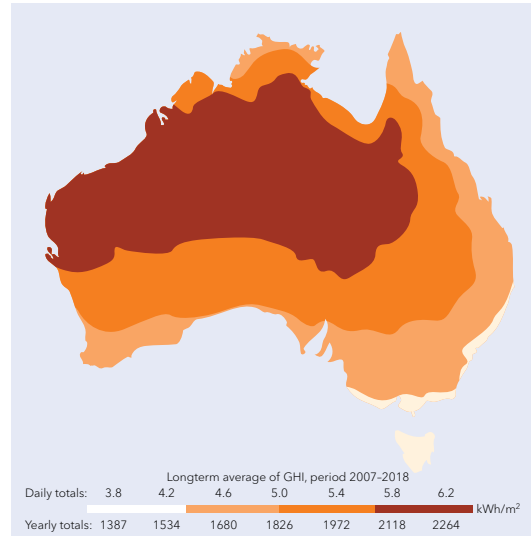 Longterm average of GHI, period 2007–2018
Daily totals: 3.8 4.2 4.6 5.0 5.4 5.8 6.2
kWh/m²
Yearly totals: 1387 1534 1680 1826 1972 2118 2264